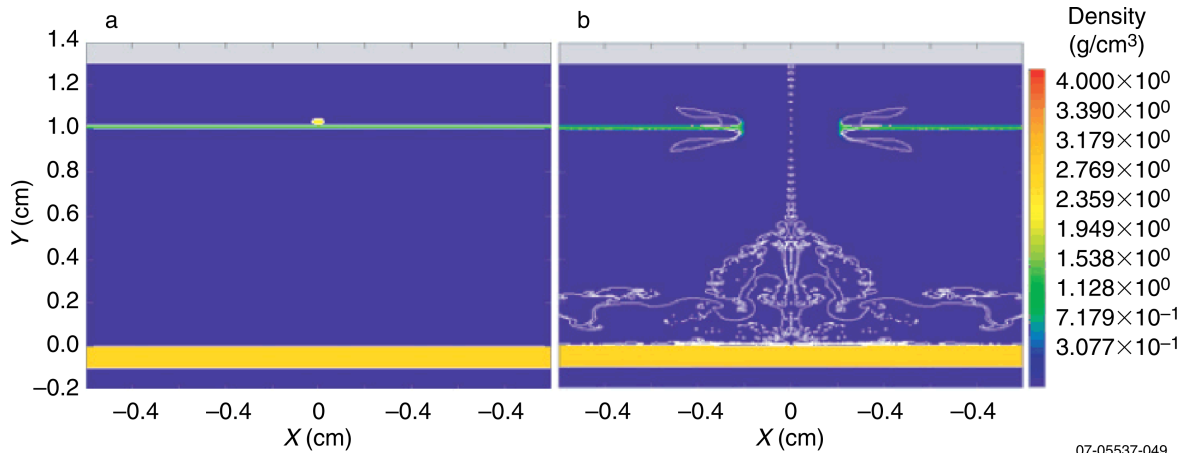 a
b
Density
(g/cm3)
1.4
1.2
1.0
0.8
0.6
0.4
0.2
0.0
–0.2
Y (cm)
4.000×10⁰
3.390×10⁰
3.179×10⁰
2.769×10⁰
2.359×10⁰
1.949×10⁰
1.538×10⁰
1.128×10⁰
7.179×10⁻¹
3.077×10⁻¹
–0.4 –0.4 0 –0.4 –0.4
X (cm)
–0.4 –0.4 0 –0.4 –0.4
X (cm)
07-05537-049